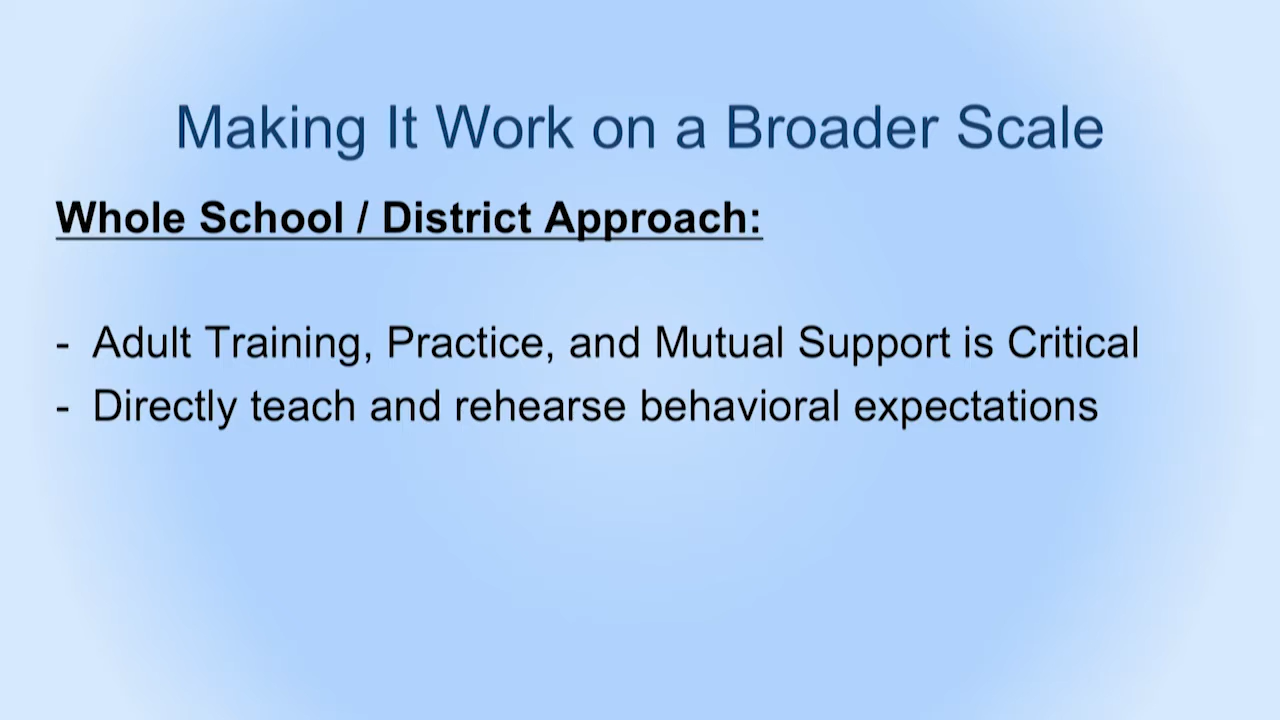 Making It Work on a Broader Scale
Whole School / District Approach:
- Adult Training, Practice, and Mutual Support is Critical
- Directly teach and rehearse behavioral expectations